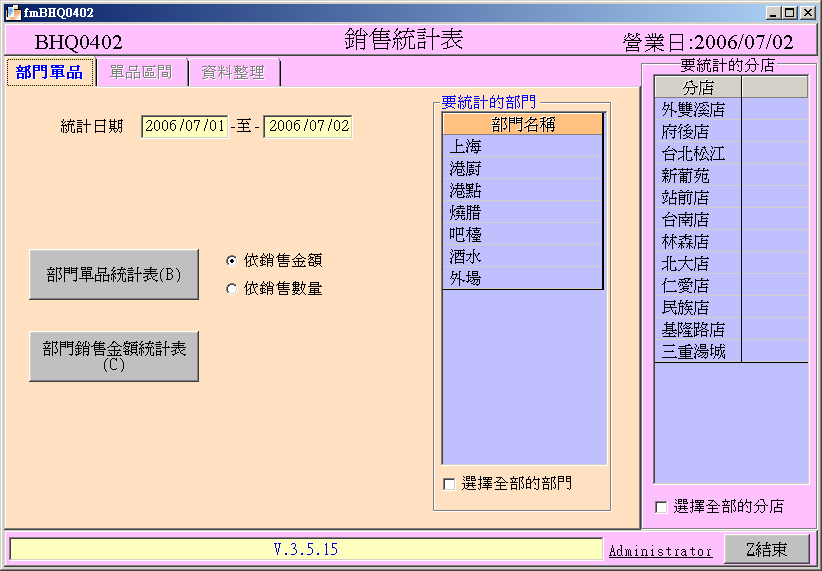 fmBHQ0402
BHQ0402
銷售統計表
營業日:2006/07/02
部門單品
單品區間
資料整理
統計日期
2006/07/01
-至-
2006/07/02
部門單品統計表(B)
依銷售金額
依銷售數量
部門銷售金額統計表
(C)
要統計的部門
部門名稱
上海
港廚
港點
燒腊
吧檯
酒水
外場
選擇全部的部門
要統計的分店
分店
外雙溪店
府後店
台北松江
新葡苑
站前店
台南店
林森店
北大店
仁愛店
民族店
基隆路店
三重湯城
選擇全部的分店
V.3.5.15
Administrator
Z結束